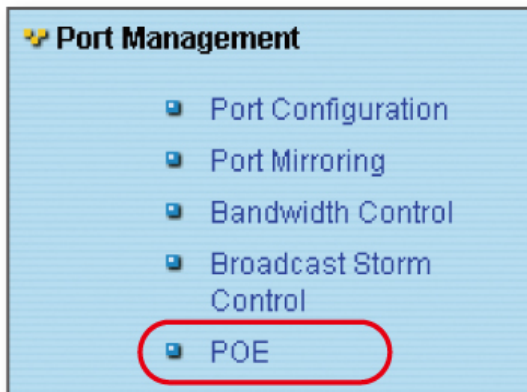 Port Management
Port Configuration
Port Mirroring
Bandwidth Control
Broadcast Storm
Control
POE